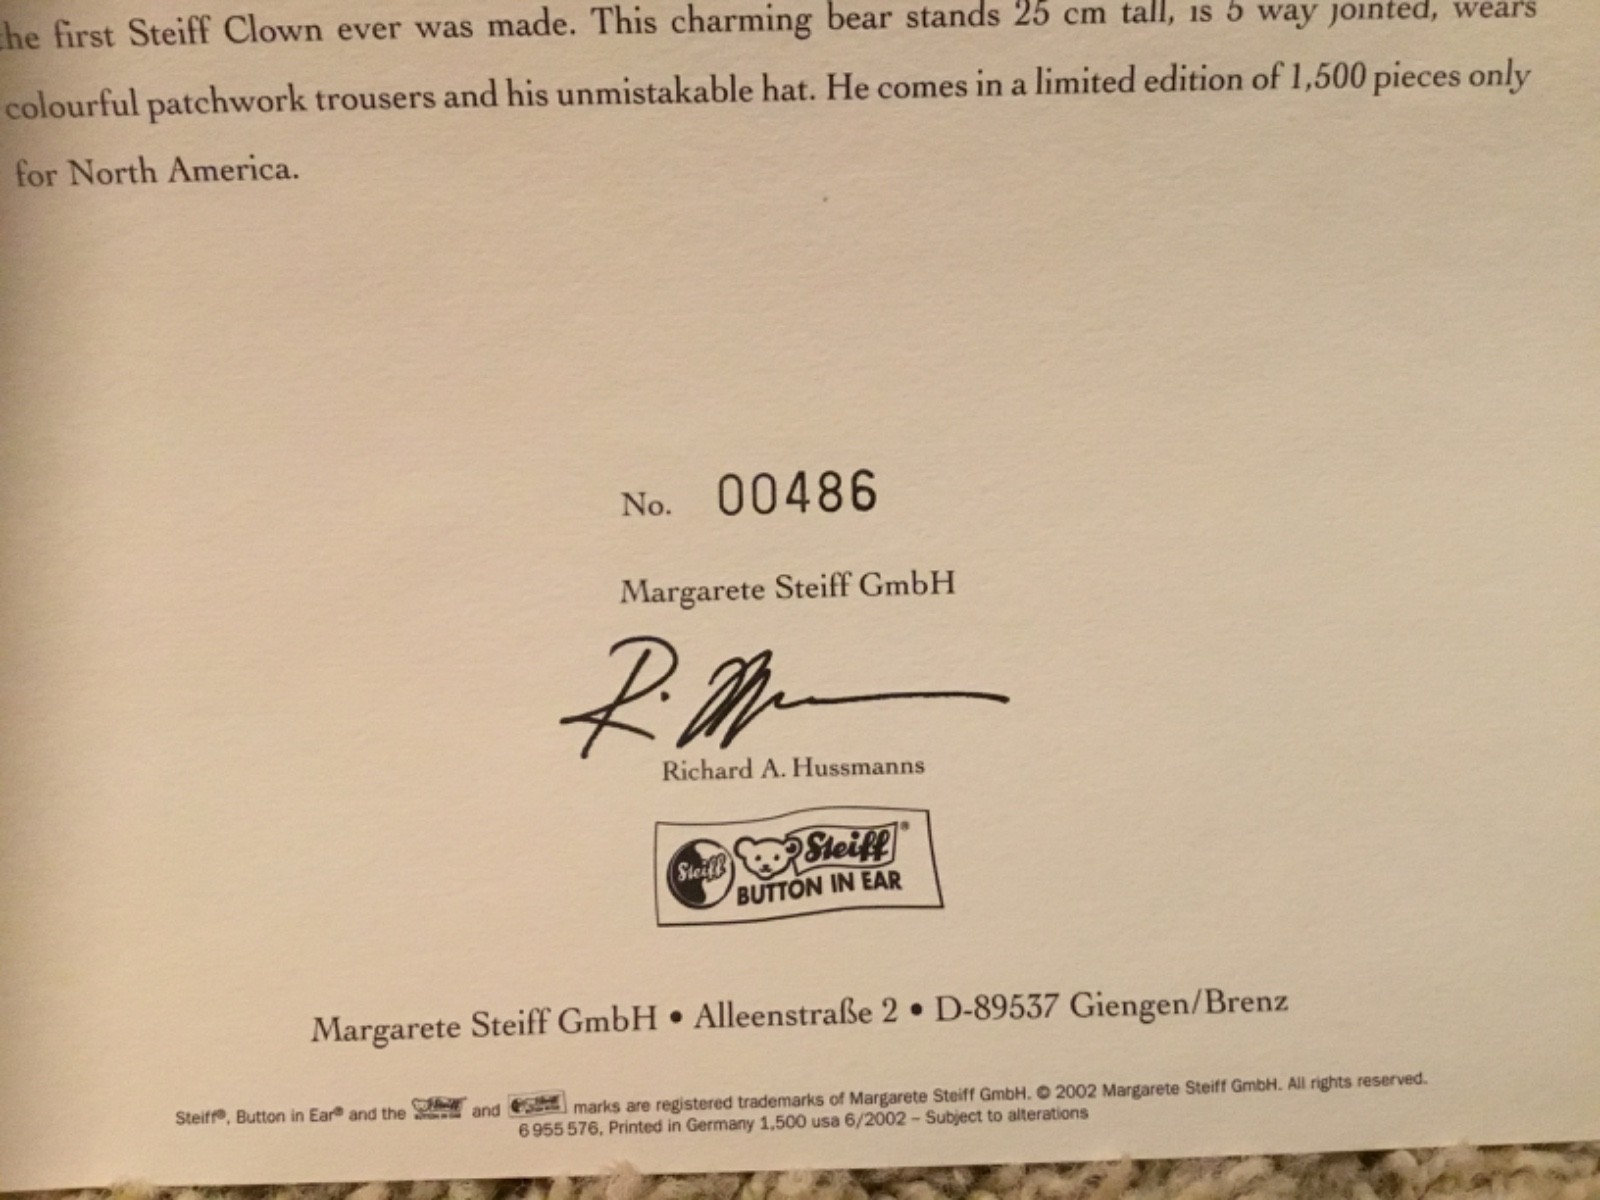 the first Steiff Clown ever was made. This charming bear stands 25 cm tall, is 5 way jointed, wears
colourful patchwork trousers and his unmistakable hat. He comes in a limited edition of 1,500 pieces only
for North America.
No. 00486
Margarete Steiff GmbH
Richard A. Hussmanns
Steiff Steiff®
BUTTON IN EAR
Margarete Steiff GmbH • Alleenstraße 2 • D-89537 Giengen/Brenz
Steiff®, Button in Ear® and the and marks are registered trademarks of Margarete Steiff GmbH. © 2002 Margarete Steiff GmbH. All rights reserved.
6 955 576, Printed in Germany 1,500 usa 6/2002 – Subject to alterations